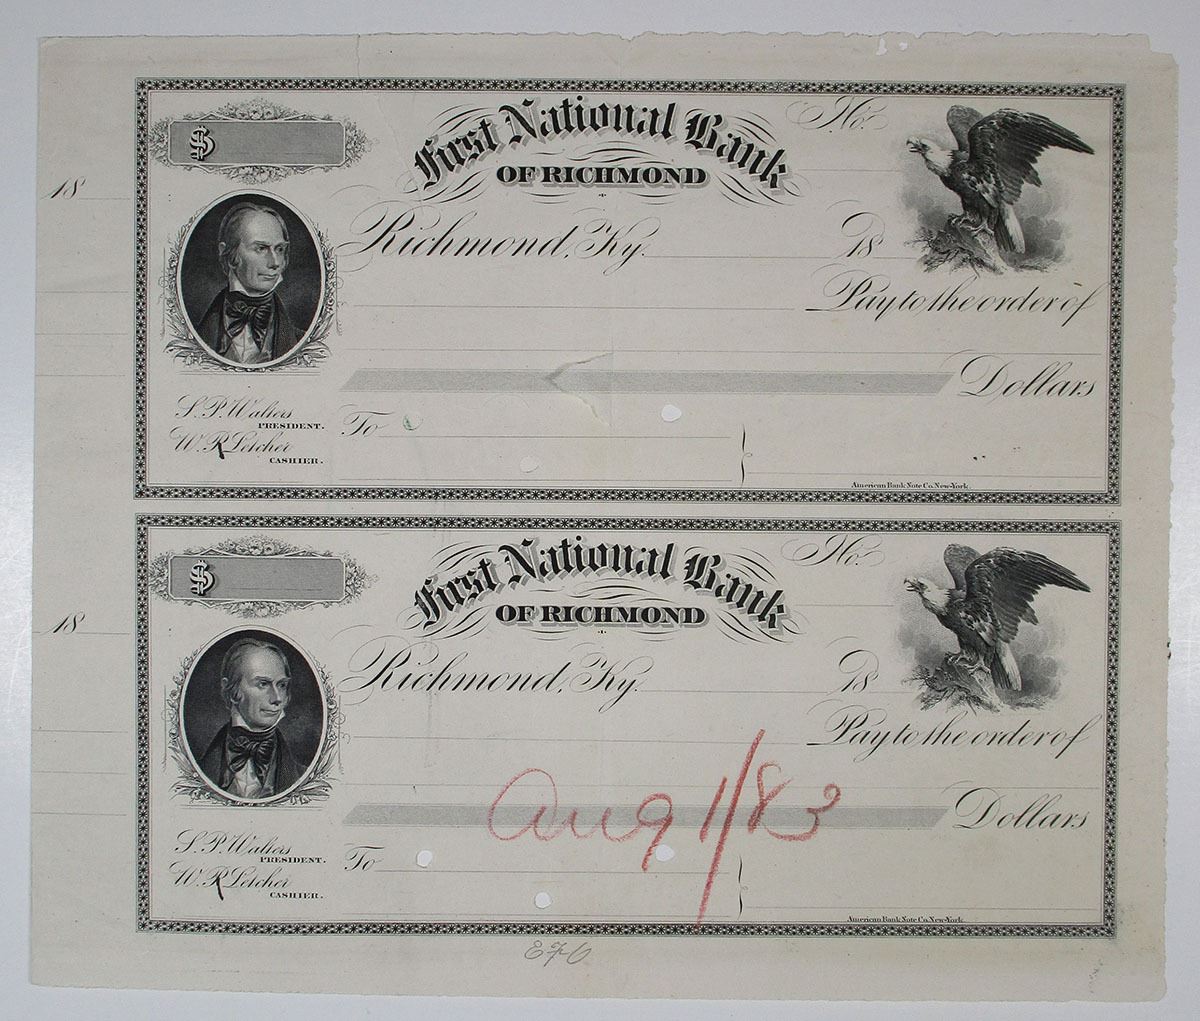 First National Bank
No.
$
OF RICHMOND
18
Richmond, Ky. 18
Pay to the order of
Dollars
S. P. Walters
PRESIDENT.
To
W. R. Letcher
CASHIER.
American Bank Note Co. New-York.
First National Bank
No.
$
OF RICHMOND
18
Richmond, Ky. 18
Pay to the order of
Aug 1/83
Dollars
S. P. Walters
PRESIDENT.
To
W. R. Letcher
CASHIER.
American Bank Note Co. New-York.